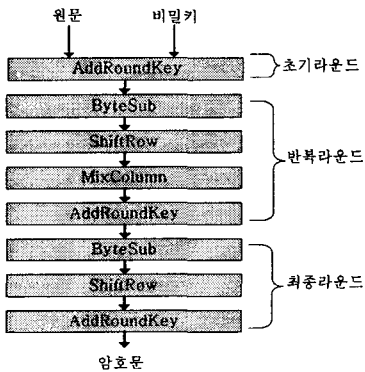 원문 비밀키
AddRoundKey
초기라운드
ByteSub
ShiftRow
MixColumn
AddRoundKey
반복라운드
ByteSub
ShiftRow
AddRoundKey
최종라운드
암호문